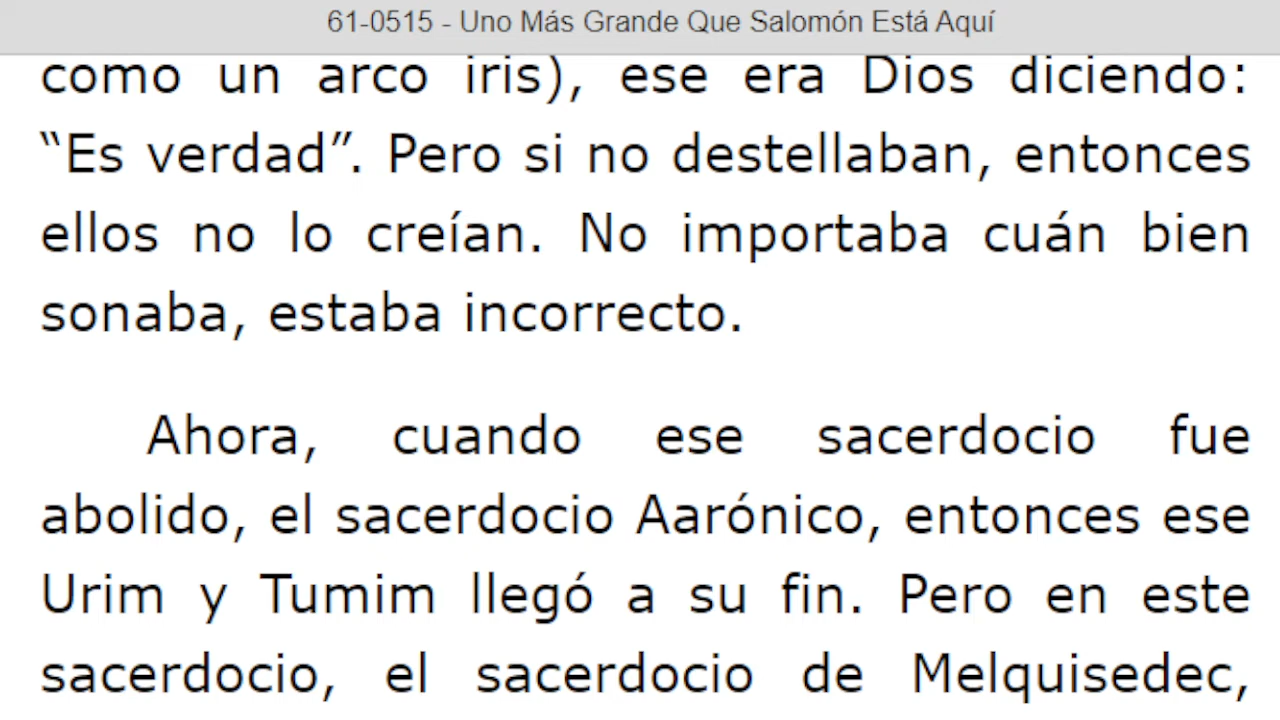 61-0515 - Uno Más Grande Que Salomón Está Aquí
como un arco iris), ese era Dios diciendo:
“Es verdad”. Pero si no destellaban, entonces
ellos no lo creían. No importaba cuán bien
sonaba, estaba incorrecto.
Ahora, cuando ese sacerdocio fue
abolido, el sacerdocio Aarónico, entonces ese
Urim y Tumim llegó a su fin. Pero en este
sacerdocio, el sacerdocio de Melquisedec,